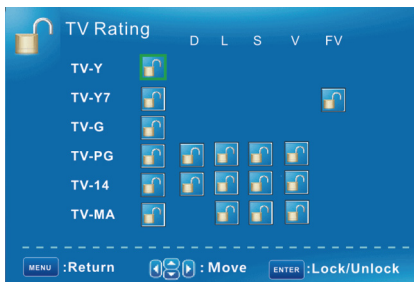 TV Rating
D L S V FV
TV-Y
TV-Y7
TV-G
TV-PG
TV-14
TV-MA
MENU :Return : Move ENTER :Lock/Unlock